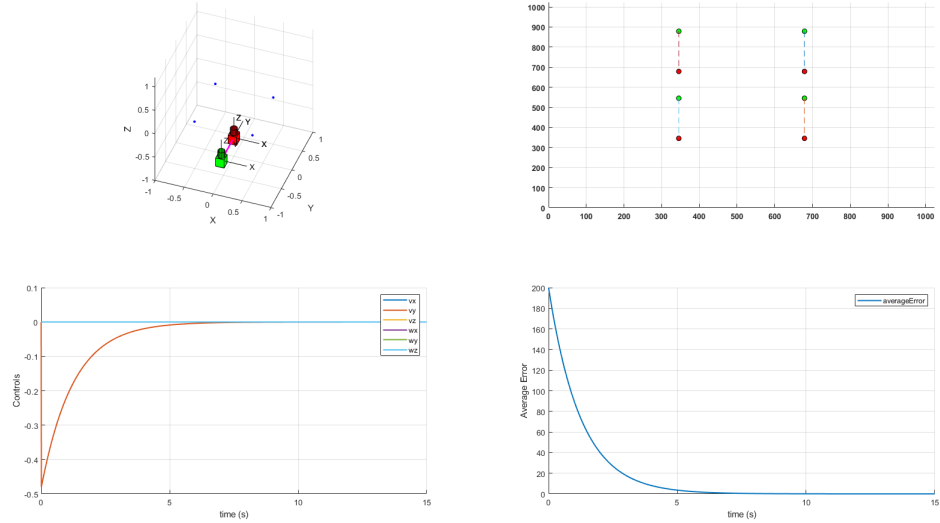 1
0.5
0
-0.5
-1
Z
-1
-0.5
0
0.5
1
X
-1
-0.5
0
0.5
1
Y
Z
Y
X
Z
X
1000
900
800
700
600
500
400
300
200
100
0
0 100 200 300 400 500 600 700 800 900 1000
0.1
0
-0.1
-0.2
-0.3
-0.4
-0.5
Controls
0 5 10 15
time (s)
vx
vy
vz
wx
wy
wz
200
180
160
140
120
100
80
60
40
20
0
Average Error
0 5 10 15
time (s)
averageError